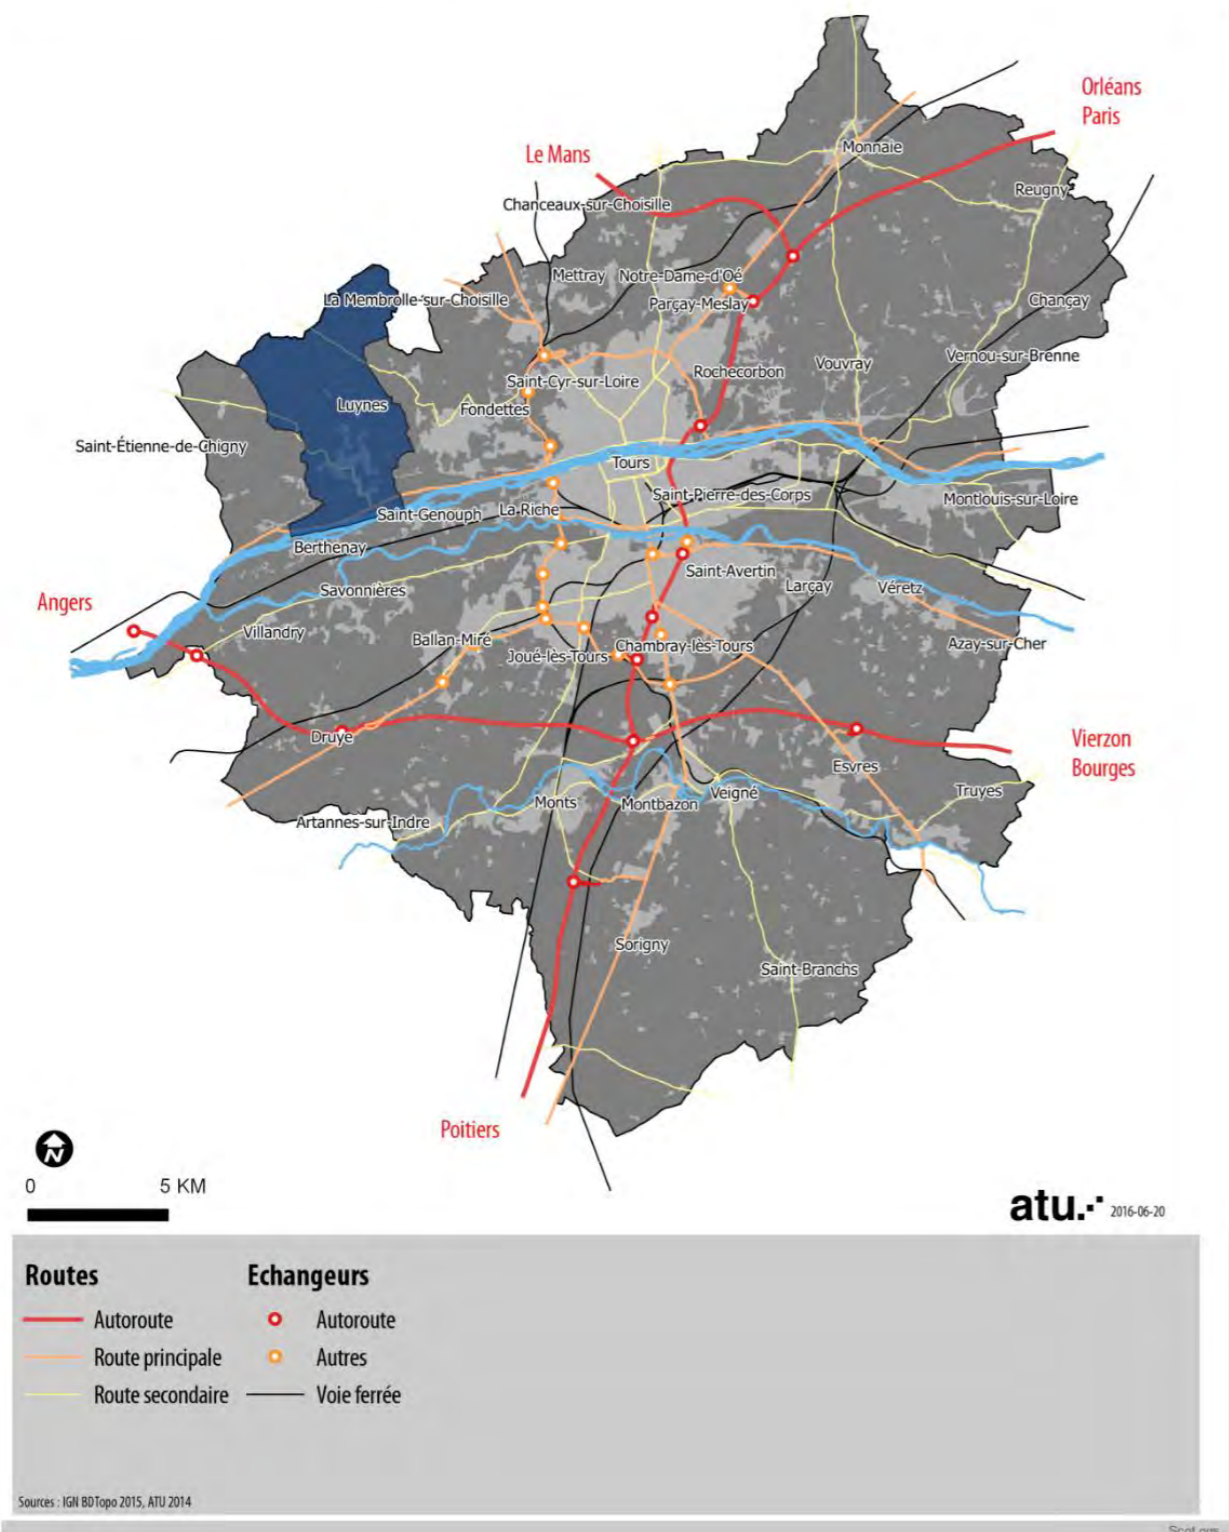 Orléans
Paris
Le Mans
Monnaie
Reugny
Chanceaux-sur-Choisille
Mettray
Notre-Dame-d'Oé
La Membrolle-sur-Choisille
Parçay-Meslay
Chançay
Rochecorbon
Vouvray
Vernou-sur-Brenne
Saint-Cyr-sur-Loire
Luynes
Fondettes
Saint-Étienne-de-Chigny
Tours
Saint-Pierre-des-Corps
Montlouis-sur-Loire
Saint-Genouph
La Riche
Berthenay
Saint-Avertin
Savonnières
Larçay
Véretz
Angers
Villandry
Ballan-Miré
Joué-lès-Tours
Chambray-lès-Tours
Azay-sur-Cher
Druye
Vierzon
Bourges
Esvres
Truyes
Artannes-sur-Indre
Monts
Montbazon
Veigné
Sorigny
Saint-Branchs
Poitiers
N
0 5 KM
atu. 2016-06-20
Routes Echangeurs
Autoroute Autoroute
Route principale Autres
Route secondaire Voie ferrée
Sources : IGN BDTopo 2015, ATU 2014